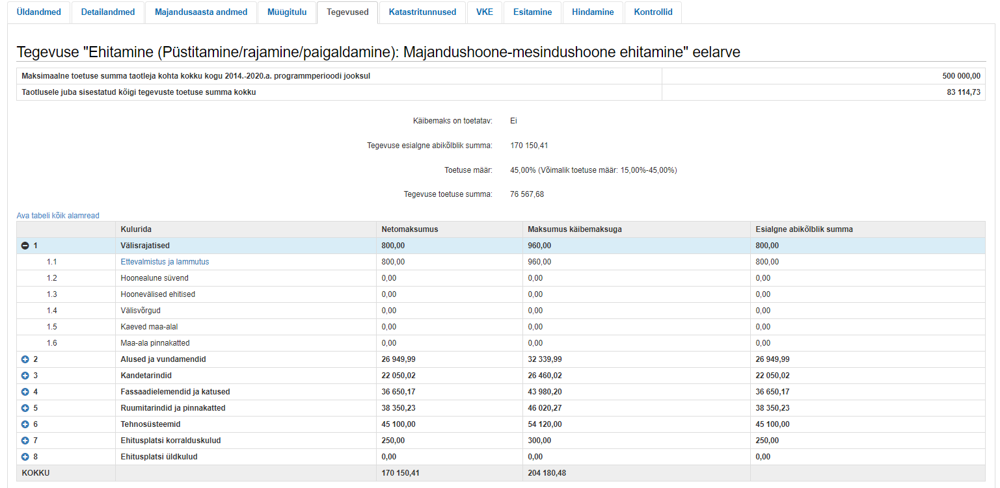 Üldandmed Detailandmed Majandusaasta andmed Müügitulu Tegevused Katastritunnused VKE Esitamine Hindamine Kontrollid
Tegevuse "Ehitamine (Püstitamine/rajamine/paigaldamine): Majandushoone-mesindushoone ehitamine" eelarve
Maksimaalne toetuse summa taotleja kohta kokku kogu 2014.-2020.a. programmperioodi jooksul 500 000,00
Taotlusele juba sisestatud kõigi tegevuste toetuse summa kokku 83 114,73
Käibemaks on toetatav: Ei
Tegevuse esialgne abikõlblik summa: 170 150,41
Toetuse määr: 45,00% (Võimalik toetuse määr: 15,00%-45,00%)
Tegevuse toetuse summa: 76 567,68
Ava tabeli kõik alamread
Kulurida Netomaksumus Maksumus käibemaksuga Esialgne abikõlblik summa
1 Välisrajatised 800,00 960,00 800,00
1.1 Ettevalmistus ja lammutus 800,00 960,00 800,00
1.2 Hoonealune süvend 0,00 0,00 0,00
1.3 Hoonevälised ehitised 0,00 0,00 0,00
1.4 Välisvõrgud 0,00 0,00 0,00
1.5 Kaeved maa-alal 0,00 0,00 0,00
1.6 Maa-ala pinnakatted 0,00 0,00 0,00
2 Alused ja vundamendid 26 949,99 32 339,99 26 949,99
3 Kandetarindid 22 050,02 26 460,02 22 050,02
4 Fassaadielemendid ja katused 36 650,17 43 980,20 36 650,17
5 Ruumitarindid ja pinnakatted 38 350,23 46 020,27 38 350,23
6 Tehnosüsteemid 45 100,00 54 120,00 45 100,00
7 Ehitusplatsi korralduskulud 250,00 300,00 250,00
8 Ehitusplatsi üldkulud 0,00 0,00 0,00
KOKKU 170 150,41 204 180,48